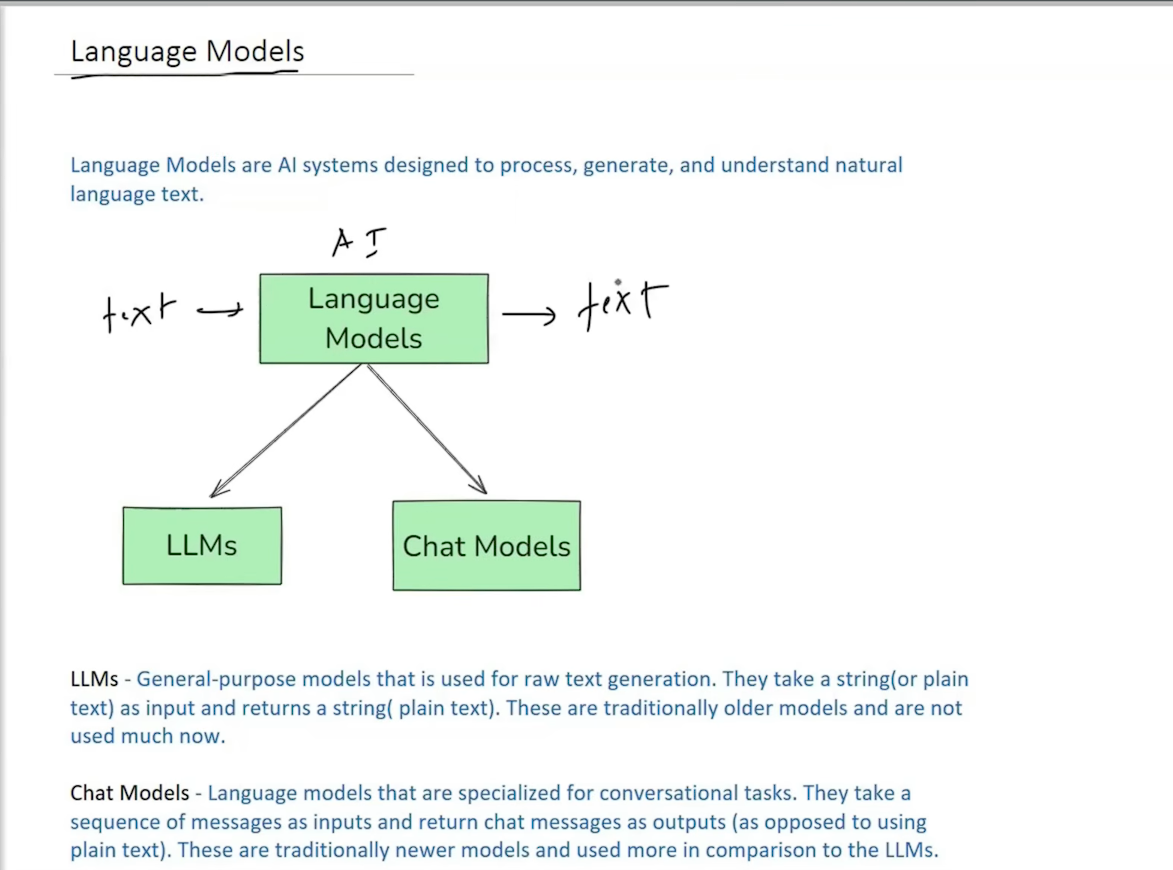 Language Models
Language Models are AI systems designed to process, generate, and understand natural
language text.
AI
text → Language → text
Models
LLMs
Chat Models
LLMs - General-purpose models that is used for raw text generation. They take a string(or plain
text) as input and returns a string( plain text). These are traditionally older models and are not
used much now.
Chat Models - Language models that are specialized for conversational tasks. They take a
sequence of messages as inputs and return chat messages as outputs (as opposed to using
plain text). These are traditionally newer models and used more in comparison to the LLMs.